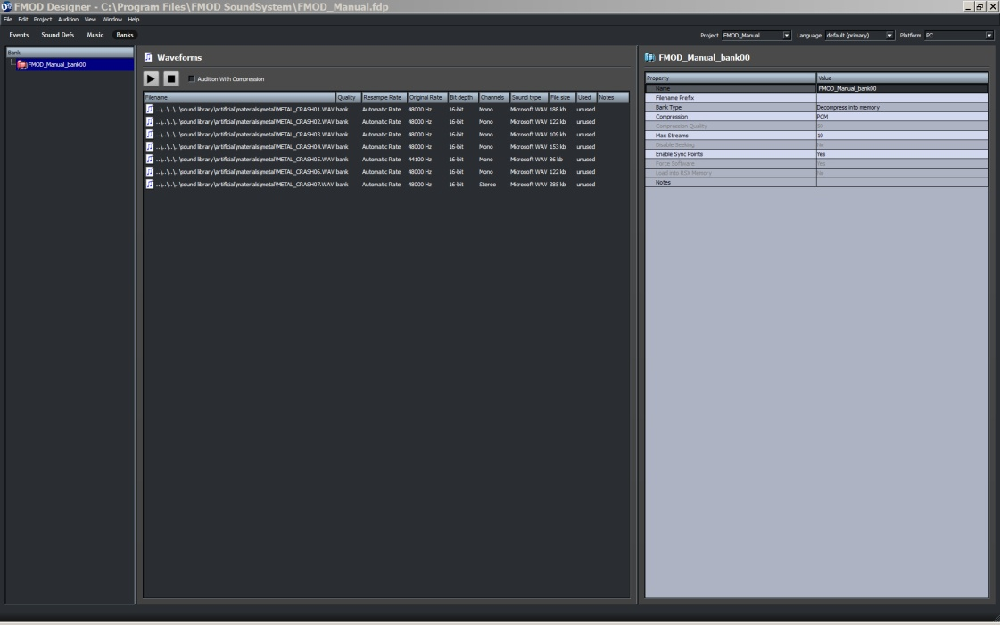 FMOD Designer - C:\Program Files\FMOD SoundSystem\FMOD_Manual.fdp
File Edit Project Audition View Window Help
Events Sound Defs Music Banks Project FMOD_Manual Language default (primary) Platform PC
Bank
FMOD_Manual_bank00
Waveforms
Audition With Compression
Filename Quality Resample Rate Original Rate Bit depth Channels Sound type File size Used Notes
..\..\..\..\sound library\artificial\materials\metal\METAL_CRASH01.WAV bank Automatic Rate 48000 Hz 16-bit Mono Microsoft WAV 188 kb unused
..\..\..\..\sound library\artificial\materials\metal\METAL_CRASH02.WAV bank Automatic Rate 48000 Hz 16-bit Mono Microsoft WAV 122 kb unused
..\..\..\..\sound library\artificial\materials\metal\METAL_CRASH03.WAV bank Automatic Rate 48000 Hz 16-bit Mono Microsoft WAV 109 kb unused
..\..\..\..\sound library\artificial\materials\metal\METAL_CRASH04.WAV bank Automatic Rate 48000 Hz 16-bit Mono Microsoft WAV 153 kb unused
..\..\..\..\sound library\artificial\materials\metal\METAL_CRASH05.WAV bank Automatic Rate 44100 Hz 16-bit Mono Microsoft WAV 86 kb unused
..\..\..\..\sound library\artificial\materials\metal\METAL_CRASH06.WAV bank Automatic Rate 48000 Hz 16-bit Mono Microsoft WAV 122 kb unused
..\..\..\..\sound library\artificial\materials\metal\METAL_CRASH07.WAV bank Automatic Rate 48000 Hz 16-bit Stereo Microsoft WAV 385 kb unused
FMOD_Manual_bank00
Property Value
Name FMOD_Manual_bank00
Filename Prefix
Bank Type Decompress into memory
Compression PCM
Compression Quality 50
Max Streams 10
Disable Seeking No
Enable Sync Points Yes
Force Software Yes
Load into RSX Memory No
Notes